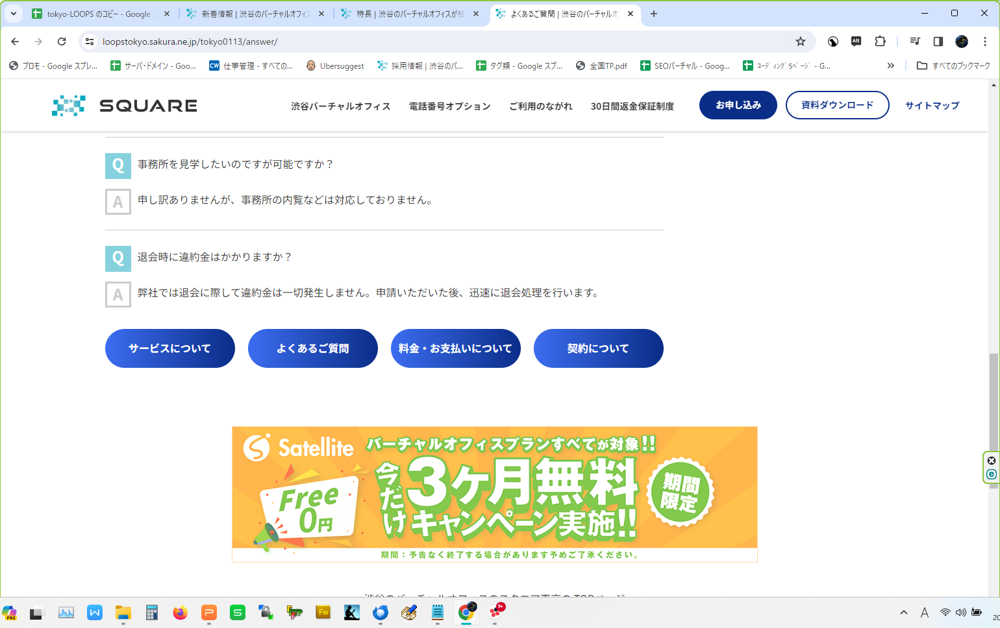 tokyo-LOOPS のコピー - Google ス
新着情報 | 渋谷のバーチャルオフィス
特長 | 渋谷のバーチャルオフィスが格
よくあるご質問 | 渋谷のバーチャルオ
loopstokyo.sakura.ne.jp/tokyo0113/answer/
Alt
プロモ - Google スプレ...
サーバ・ドメイン - Goo...
CW 仕事管理 - すべての...
Ubersuggest
採用情報 | 渋谷のバ...
タグ類 - Google スプ...
全国TP.pdf
SEOバーチャル - Goog...
コーディング 5ページ - G...
すべてのブックマーク
SQUARE
渋谷バーチャルオフィス
電話番号オプション
ご利用のながれ
30日間返金保証制度
お申し込み
資料ダウンロード
サイトマップ
Q 事務所を見学したいのですが可能ですか？
A 申し訳ありませんが、事務所の内覧などは対応しておりません。
Q 退会時に違約金はかかりますか？
A 弊社では退会に際して違約金は一切発生しません。申請いただいた後、迅速に退会処理を行います。
サービスについて
よくあるご質問
料金・お支払いについて
契約について
Satellite
バーチャルオフィスプランすべてが対象!!
Free
0円
今だけ
3ヶ月無料
キャンペーン実施!!
期間
限定
期間：予告なく終了する場合があります予めご了承ください。
PRE
W
P
S
Fw
9+
A
20